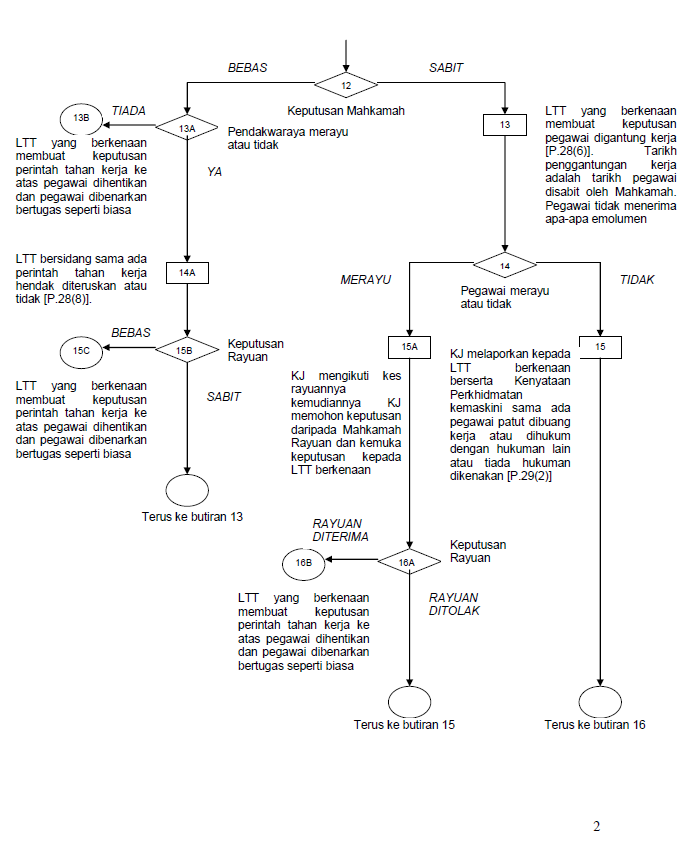 BEBAS
SABIT
12
Keputusan Mahkamah
TIADA
13B
13A
Pendakwaraya merayu
atau tidak
LTT yang berkenaan
membuat keputusan
perintah tahan kerja ke
atas pegawai dihentikan
dan pegawai dibenarkan
bertugas seperti biasa
YA
13
LTT yang berkenaan
membuat keputusan
pegawai digantung kerja
[P.28(6)]. Tarikh
penggantungan kerja
adalah tarikh pegawai
disabit oleh Mahkamah.
Pegawai tidak menerima
apa-apa emolumen
LTT bersidang sama ada
perintah tahan kerja
hendak diteruskan atau
tidak [P.28(8)].
14A
14
MERAYU
TIDAK
Pegawai merayu
atau tidak
BEBAS
15C
15B
Keputusan
Rayuan
LTT yang berkenaan
membuat keputusan
perintah tahan kerja ke
atas pegawai dihentikan
dan pegawai dibenarkan
bertugas seperti biasa
SABIT
Terus ke butiran 13
15A
KJ mengikuti kes
rayuannya
kemudiannya KJ
memohon keputusan
daripada Mahkamah
Rayuan dan kemuka
keputusan kepada
LTT berkenaan
15
KJ melaporkan kepada
LTT berkenaan
berserta Kenyataan
Perkhidmatan
kemaskini sama ada
pegawai patut dibuang
kerja atau dihukum
dengan hukuman lain
atau tiada hukuman
dikenakan [P.29(2)]
RAYUAN
DITERIMA
16B
16A
Keputusan
Rayuan
LTT yang berkenaan
membuat keputusan
perintah tahan kerja ke
atas pegawai dihentikan
dan pegawai dibenarkan
bertugas seperti biasa
RAYUAN
DITOLAK
Terus ke butiran 15
Terus ke butiran 16
2